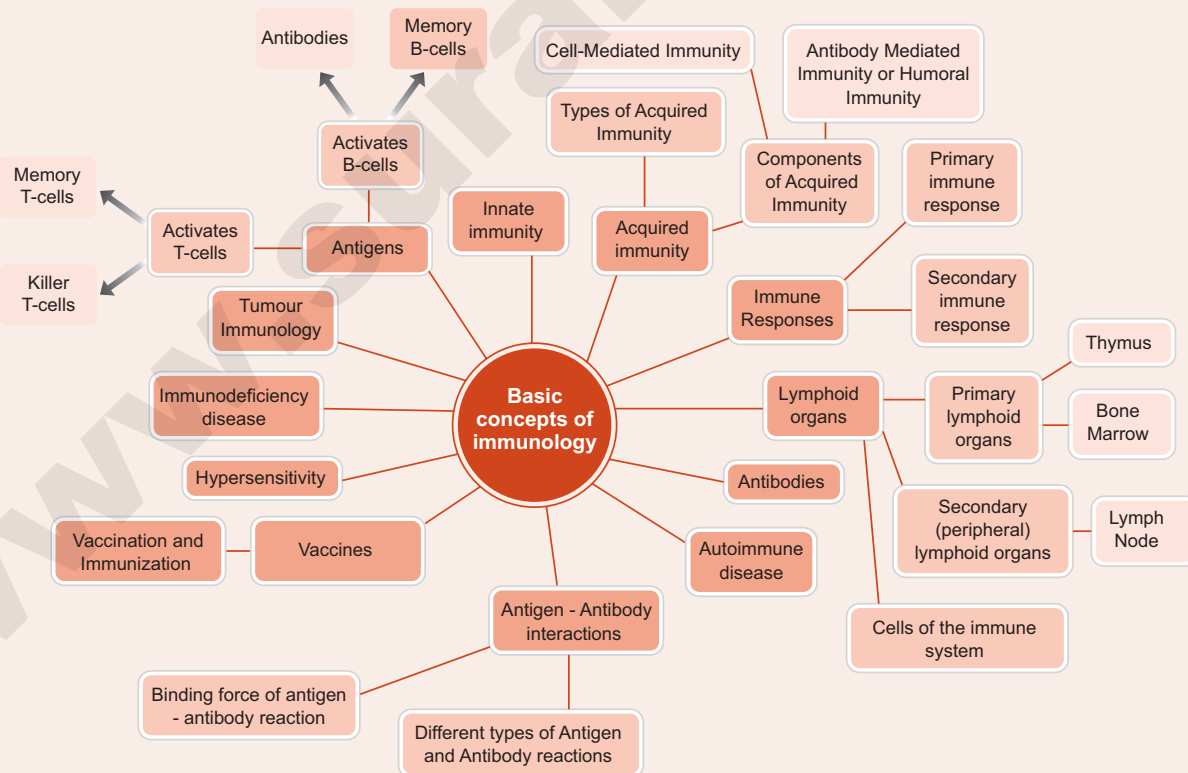 Antibodies
Memory
B-cells
Activates
B-cells
Memory
T-cells
Killer
T-cells
Activates
T-cells
Antigens
Innate
immunity
Cell-Mediated Immunity
Types of Acquired
Immunity
Antibody Mediated
Immunity or Humoral
Immunity
Components
of Acquired
Immunity
Acquired
immunity
Primary
immune
response
Immune
Responses
Secondary
immune
response
Tumour
Immunology
Immunodeficiency
disease
Hypersensitivity
Vaccination and
Immunization
Vaccines
Basic
concepts of
immunology
Lymphoid
organs
Primary
lymphoid
organs
Thymus
Bone
Marrow
Antibodies
Secondary
(peripheral)
lymphoid organs
Lymph
Node
Autoimmune
disease
Cells of the immune
system
Antigen - Antibody
interactions
Binding force of antigen
- antibody reaction
Different types of Antigen
and Antibody reactions
www.sura